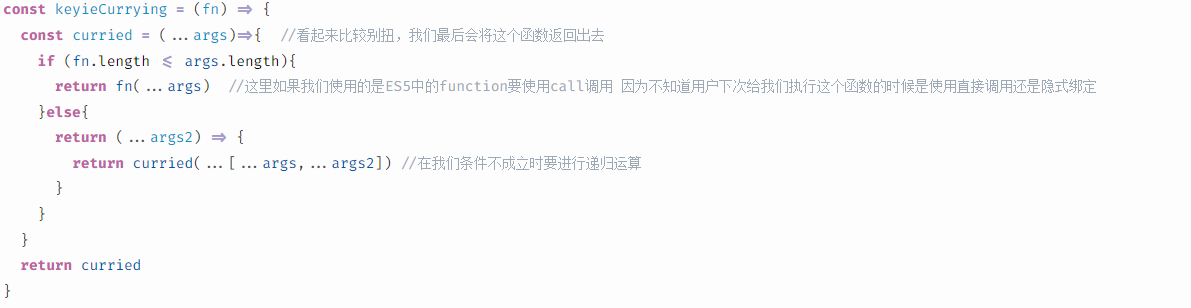 const keyieCurrying = (fn) => {
  const curried = (...args)=>{  //看起来比较别扭，我们最后会将这个函数返回出去
    if (fn.length <= args.length){
      return fn(...args)  //这里如果我们使用的是ES5中的function要使用call调用 因为不知道用户下次给我们执行这个函数的时候是使用直接调用还是隐式绑定
    }else{
      return (...args2) => {
        return curried(...[...args,...args2]) //在我们条件不成立时要进行递归运算
      }
    }
  }
  return curried
}